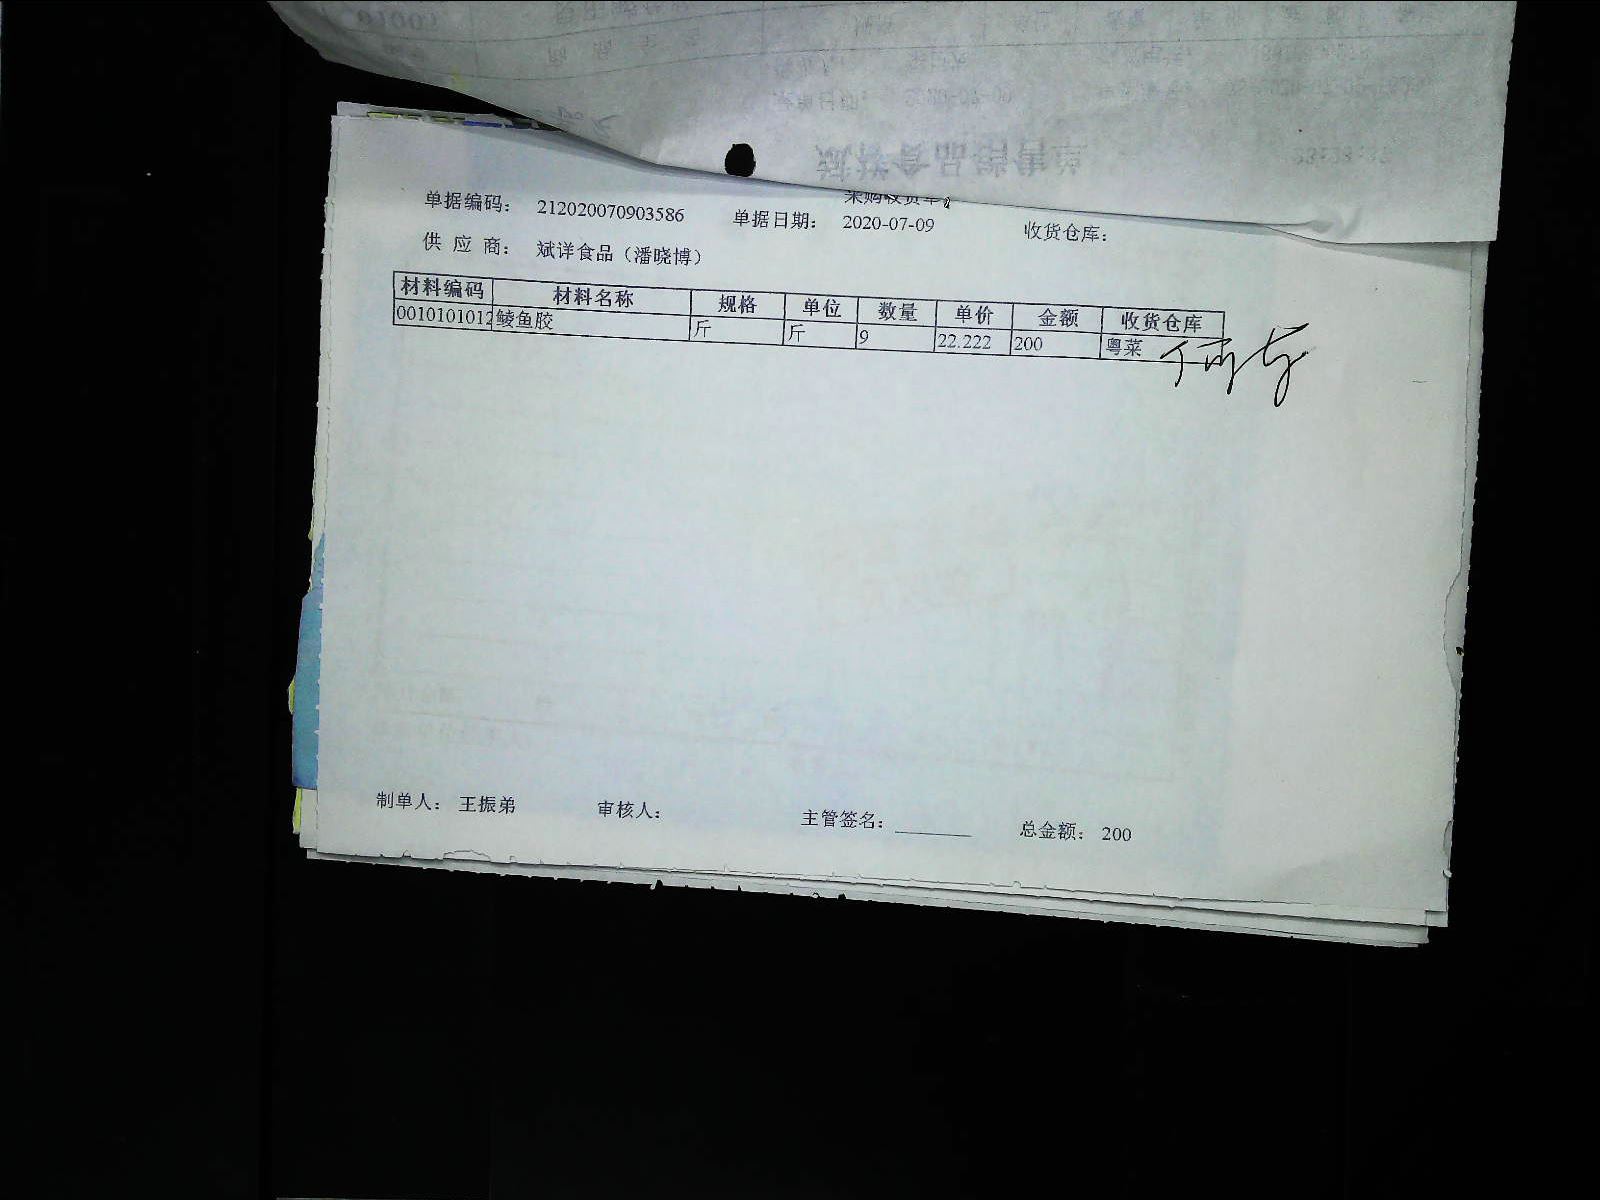 采购收货单
单据编码： 212020070903586 单据日期： 2020-07-09 收货仓库：
供 应 商： 斌详食品（潘晓博）
材料编码 材料名称 规格 单位 数量 单价 金额 收货仓库
0010101012 鲮鱼胶 斤 斤 9 22.222 200 粤菜
制单人： 王振弟 审核人： 主管签名： 总金额： 200